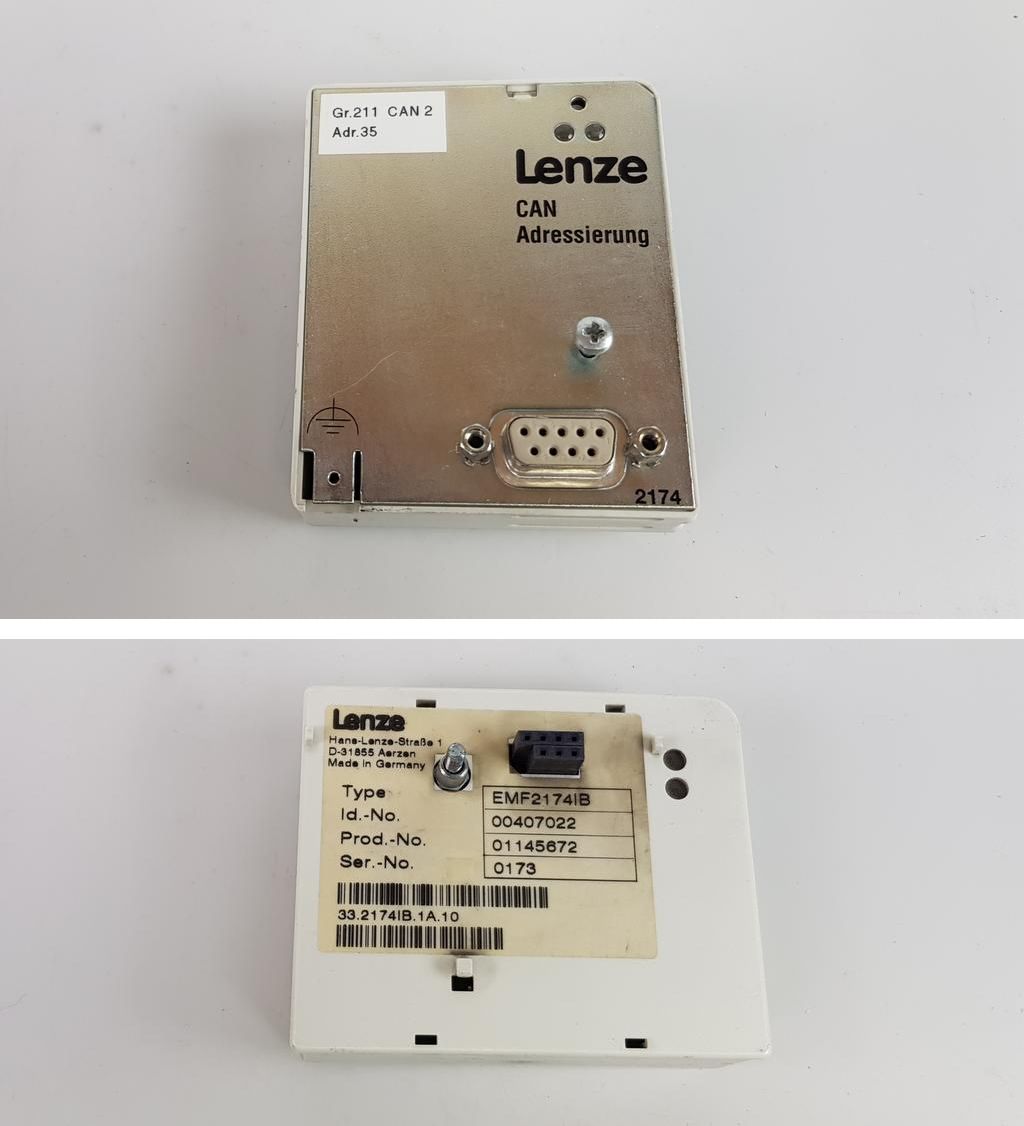 Gr.211 CAN 2
Adr.35
Lenze
CAN
Adressierung
2174
Lenze
Hans-Lenze-Straße 1
D-31855 Aerzen
Made in Germany
Type EMF2174IB
Id.-No. 00407022
Prod.-No. 01145672
Ser.-No. 0173
33.2174IB.1A.10